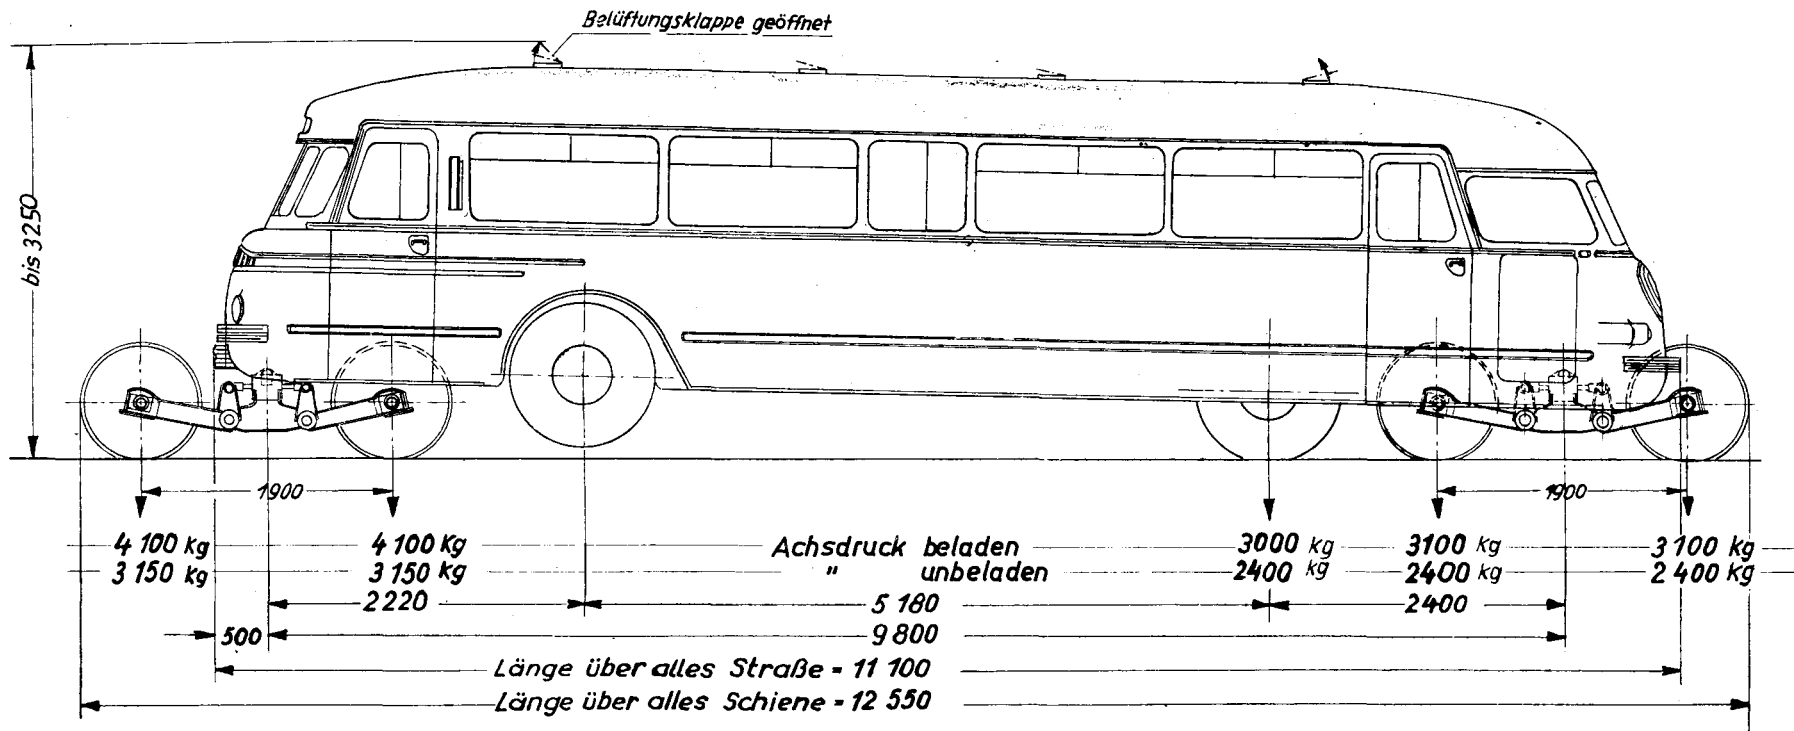 Belüftungsklappe geöffnet
bis 3250
1900 1900
4 100 kg 4 100 Kg Achsdruck beladen 3000 kg 3100 kg 3 100 kg
3 150 kg 3 150 kg " unbeladen 2400 kg 2400 kg 2 400 kg
2220 5 180 2400
500 9 800
Länge über alles Straße = 11 100
Länge über alles Schiene = 12 550